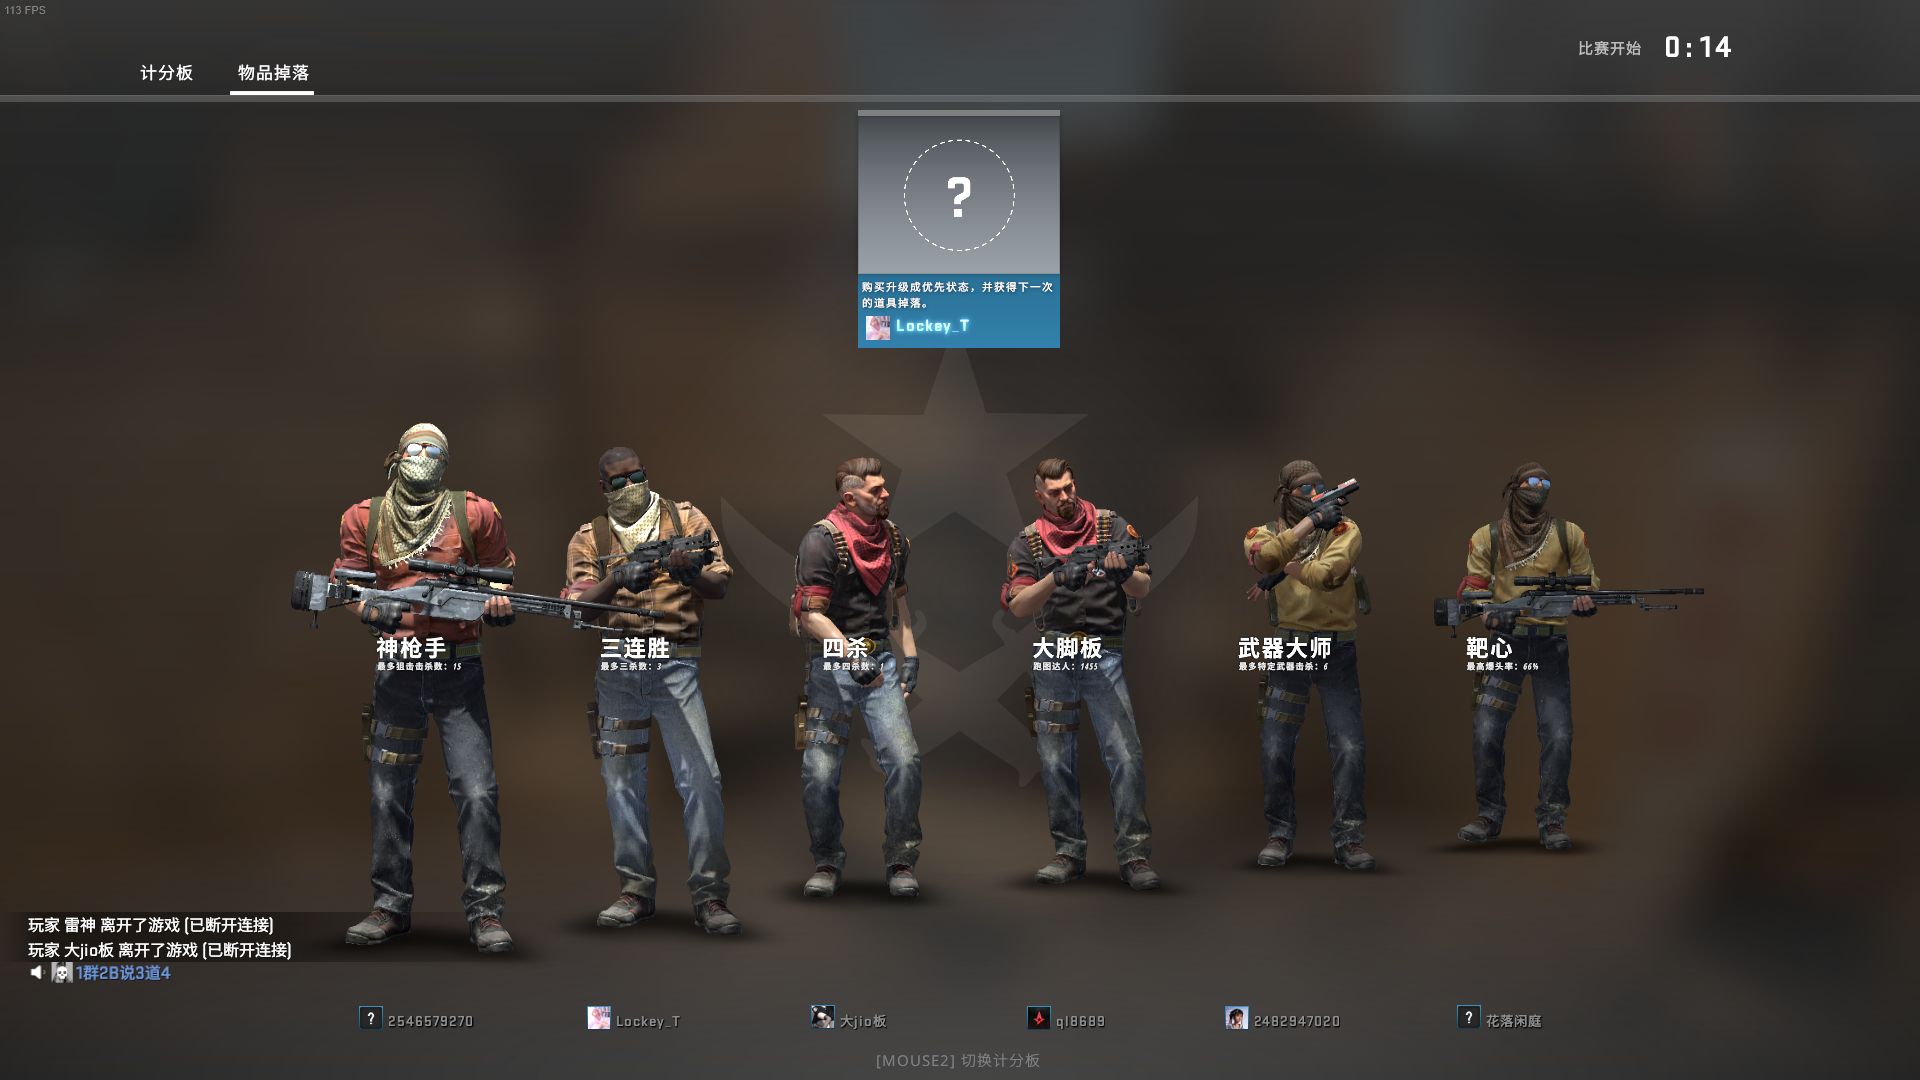 113 FPS
计分板
物品掉落
比赛开始 0:14
?
购买升级成优先状态，并获得下一次
的道具掉落。
Lockey_T
神枪手
最多狙击击杀数：15
三连胜
最多三杀数：3
四杀
最多四杀数：1
大脚板
跑图达人：1455
武器大师
最多特定武器击杀：6
靶心
最高爆头率：66%
玩家 雷神 离开了游戏 (已断开连接)
玩家 大jio板 离开了游戏 (已断开连接)
1群2B说3道4
? 2546579270
Lockey_T
大jio板
ql8689
2482947020
? 花落闲庭
[MOUSE2] 切换计分板